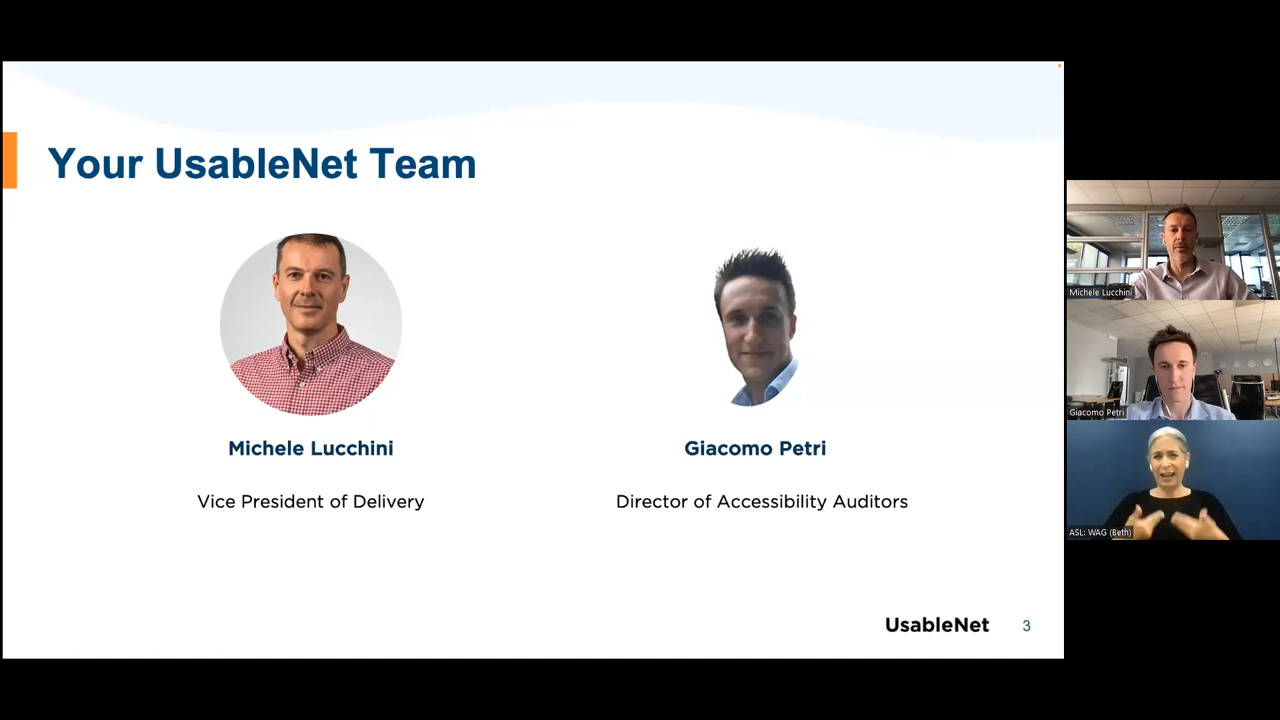 Your UsableNet Team
Michele Lucchini
Giacomo Petri
Vice President of Delivery
Director of Accessibility Auditors
UsableNet
3
Michele Lucchini
Giacomo Petri
ASL: WAG (Beth)